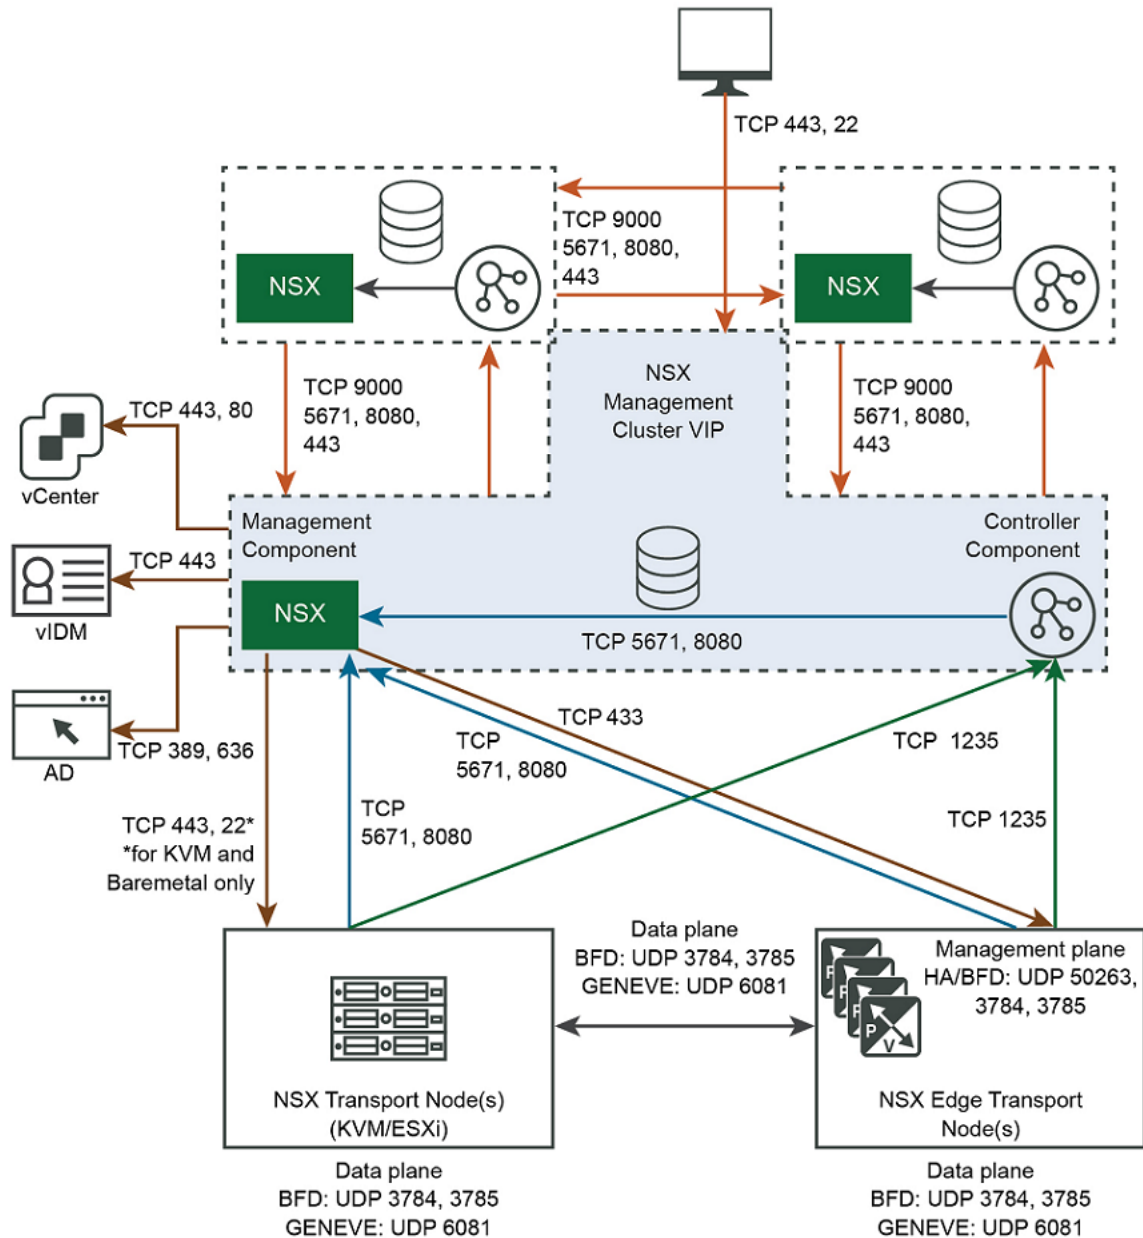 TCP 443, 22
TCP 9000
5671, 8080,
443
NSX
NSX
NSX
Management
Cluster VIP
TCP 9000
5671, 8080,
443
TCP 9000
5671, 8080,
443
TCP 443, 80
vCenter
Management
Component
Controller
Component
TCP 443
vIDM
NSX
TCP 5671, 8080
TCP 389, 636
AD
TCP 433
TCP
5671, 8080
TCP 1235
TCP 443, 22*
*for KVM and
Baremetal only
TCP
5671, 8080
TCP 1235
Data plane
BFD: UDP 3784, 3785
GENEVE: UDP 6081
Management plane
HA/BFD: UDP 50263,
3784, 3785
P
P
P
P
V
NSX Transport Node(s)
(KVM/ESXi)
NSX Edge Transport
Node(s)
Data plane
BFD: UDP 3784, 3785
GENEVE: UDP 6081
Data plane
BFD: UDP 3784, 3785
GENEVE: UDP 6081